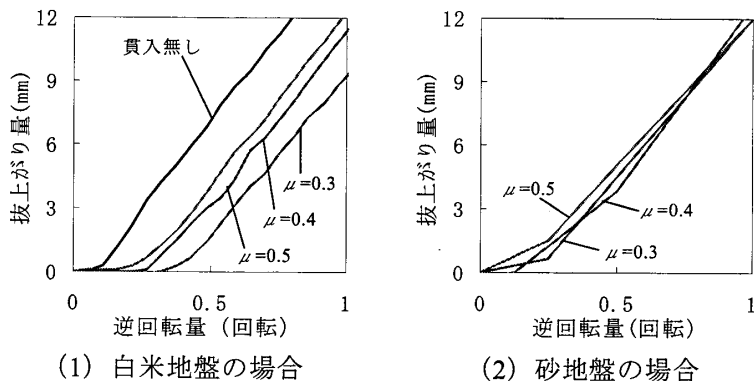 12
9
6
3
0
抜上がり量(mm)
貫入無し
μ=0.3
μ=0.4
μ=0.5
0
0.5
1
逆回転量 (回転)
(1) 白米地盤の場合
12
9
6
3
0
抜上がり量(mm)
μ=0.5
μ=0.4
μ=0.3
0
0.5
1
逆回転量 (回転)
(2) 砂地盤の場合